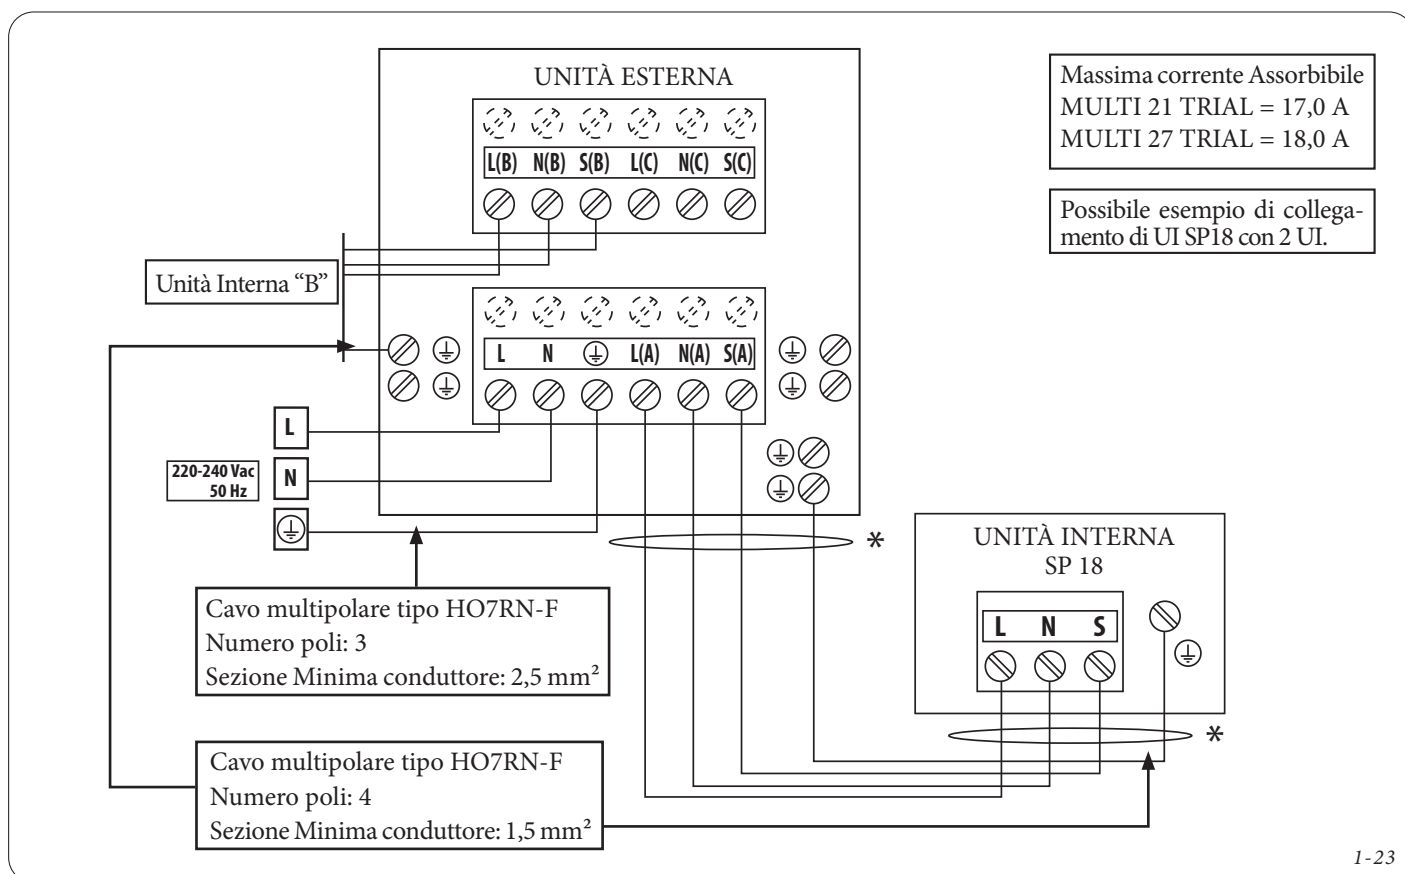 UNITÀ ESTERNA
L(B) N(B) S(B) L(C) N(C) S(C)
Massima corrente Assorbibile
MULTI 21 TRIAL = 17,0 A
MULTI 27 TRIAL = 18,0 A
Possibile esempio di collega-
mento di UI SP18 con 2 UI.
Unità Interna “B”
L N L(A) N(A) S(A)
L
220-240 Vac
50 Hz
N
*
UNITÀ INTERNA
SP 18
L N S
*
Cavo multipolare tipo HO7RN-F
Numero poli: 3
Sezione Minima conduttore: 2,5 mm²
Cavo multipolare tipo HO7RN-F
Numero poli: 4
Sezione Minima conduttore: 1,5 mm²
1-23